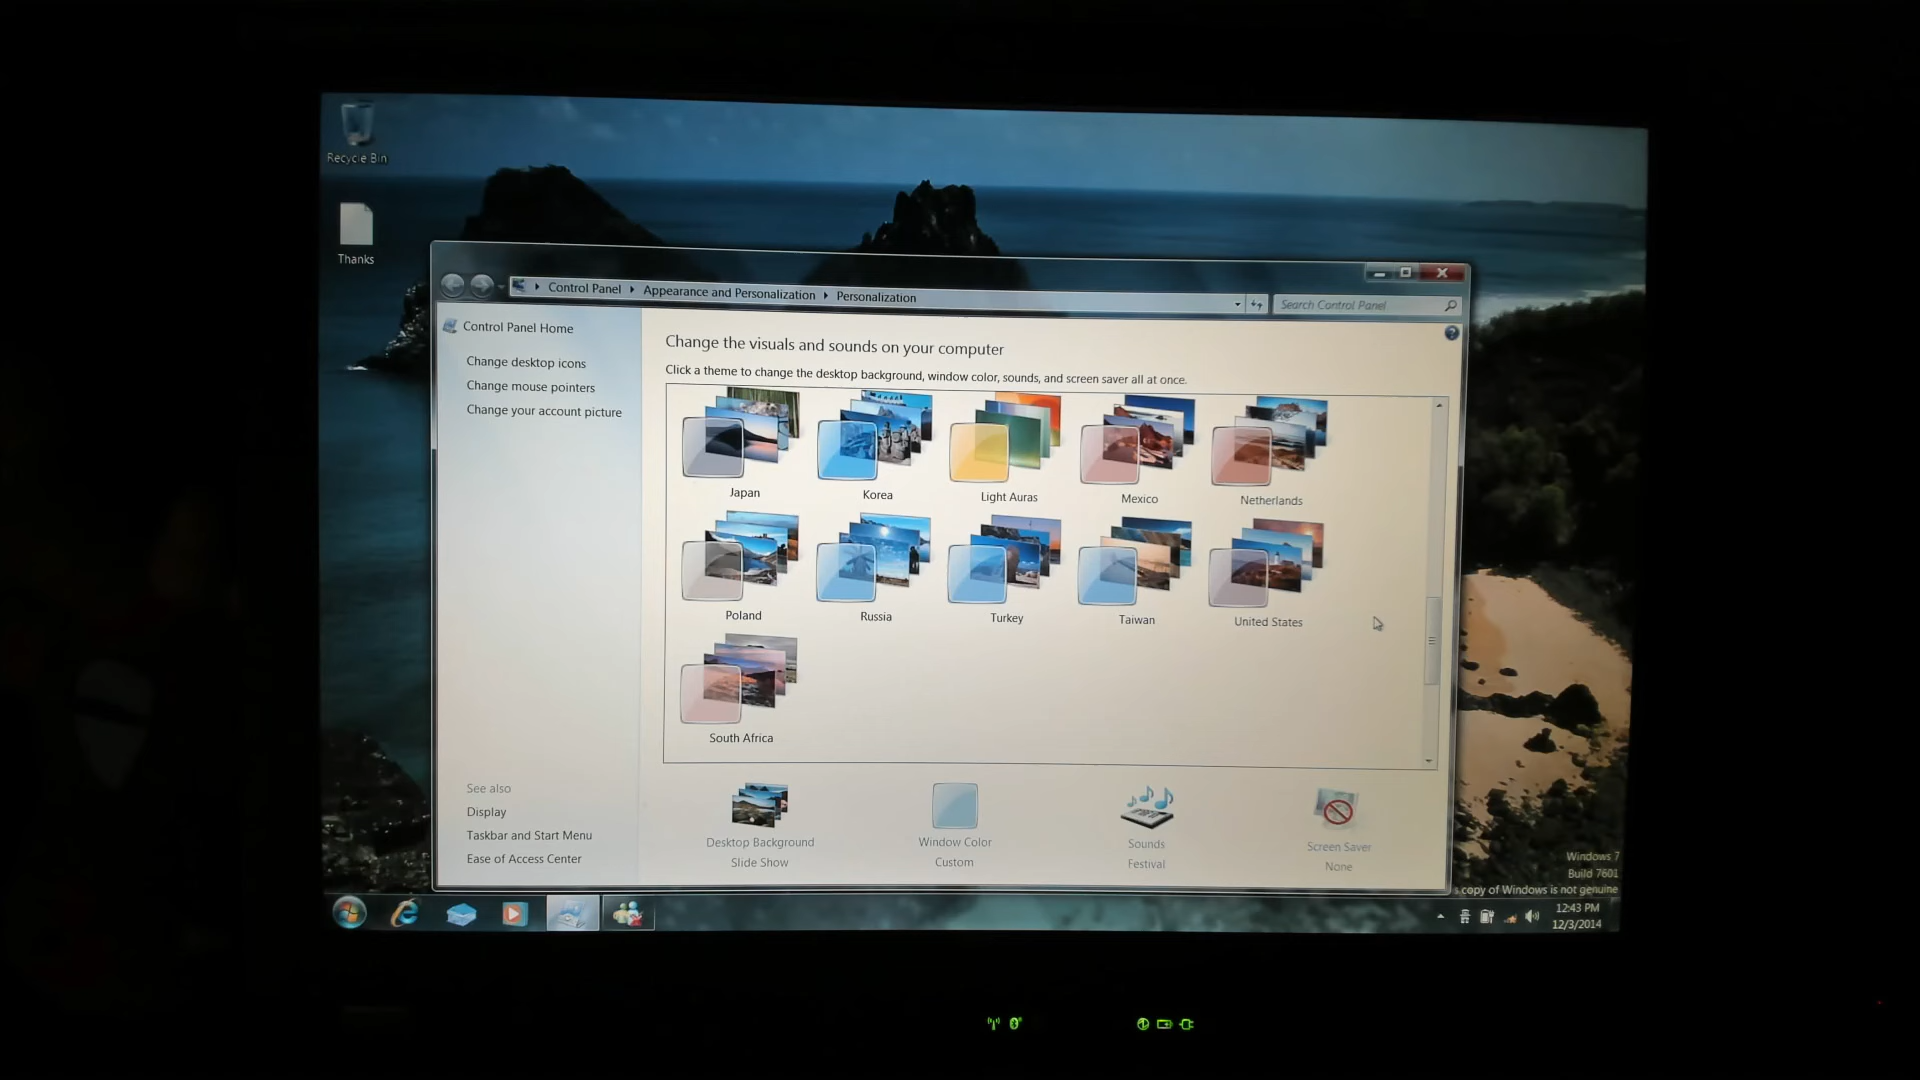 Recycle Bin
Thanks
Control Panel
Appearance and Personalization
Personalization
Search Control Panel
Control Panel Home
Change desktop icons
Change mouse pointers
Change your account picture
Change the visuals and sounds on your computer
Click a theme to change the desktop background, window color, sounds, and screen saver all at once.
Japan
Korea
Light Auras
Mexico
Netherlands
Poland
Russia
Turkey
Taiwan
United States
South Africa
See also
Display
Taskbar and Start Menu
Ease of Access Center
Desktop Background
Slide Show
Window Color
Custom
Sounds
Festival
Screen Saver
None
Windows 7
Build 7601
s copy of Windows is not genuine
12:43 PM
12/3/2014